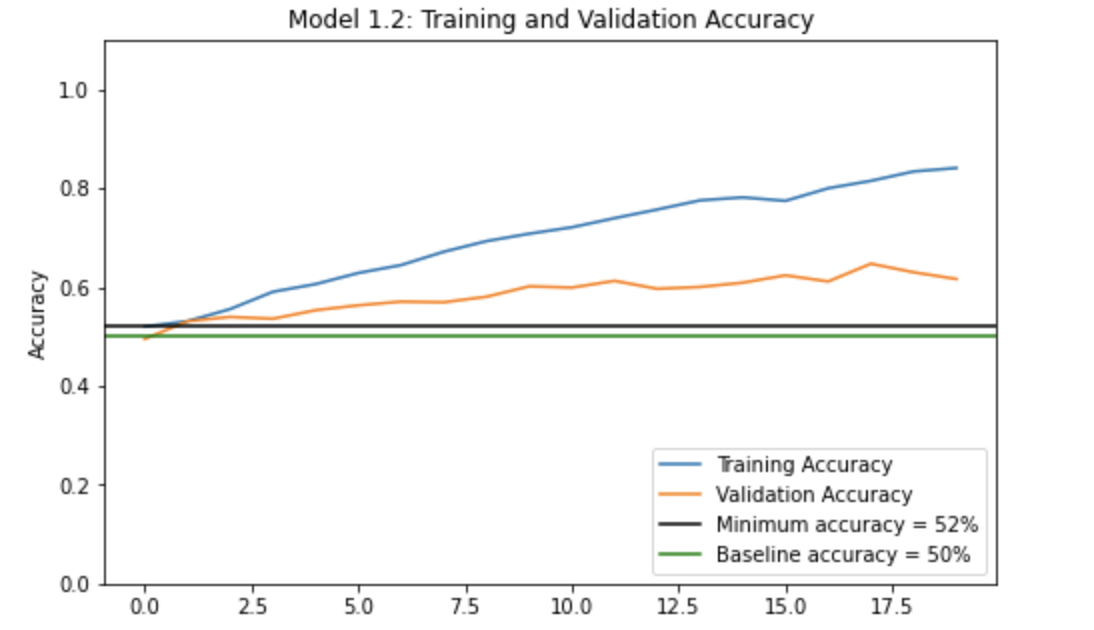 Model 1.2: Training and Validation Accuracy
1.0
0.8
0.6
0.4
0.2
0.0
Accuracy
Training Accuracy
Validation Accuracy
Minimum accuracy = 52%
Baseline accuracy = 50%
0.0 2.5 5.0 7.5 10.0 12.5 15.0 17.5